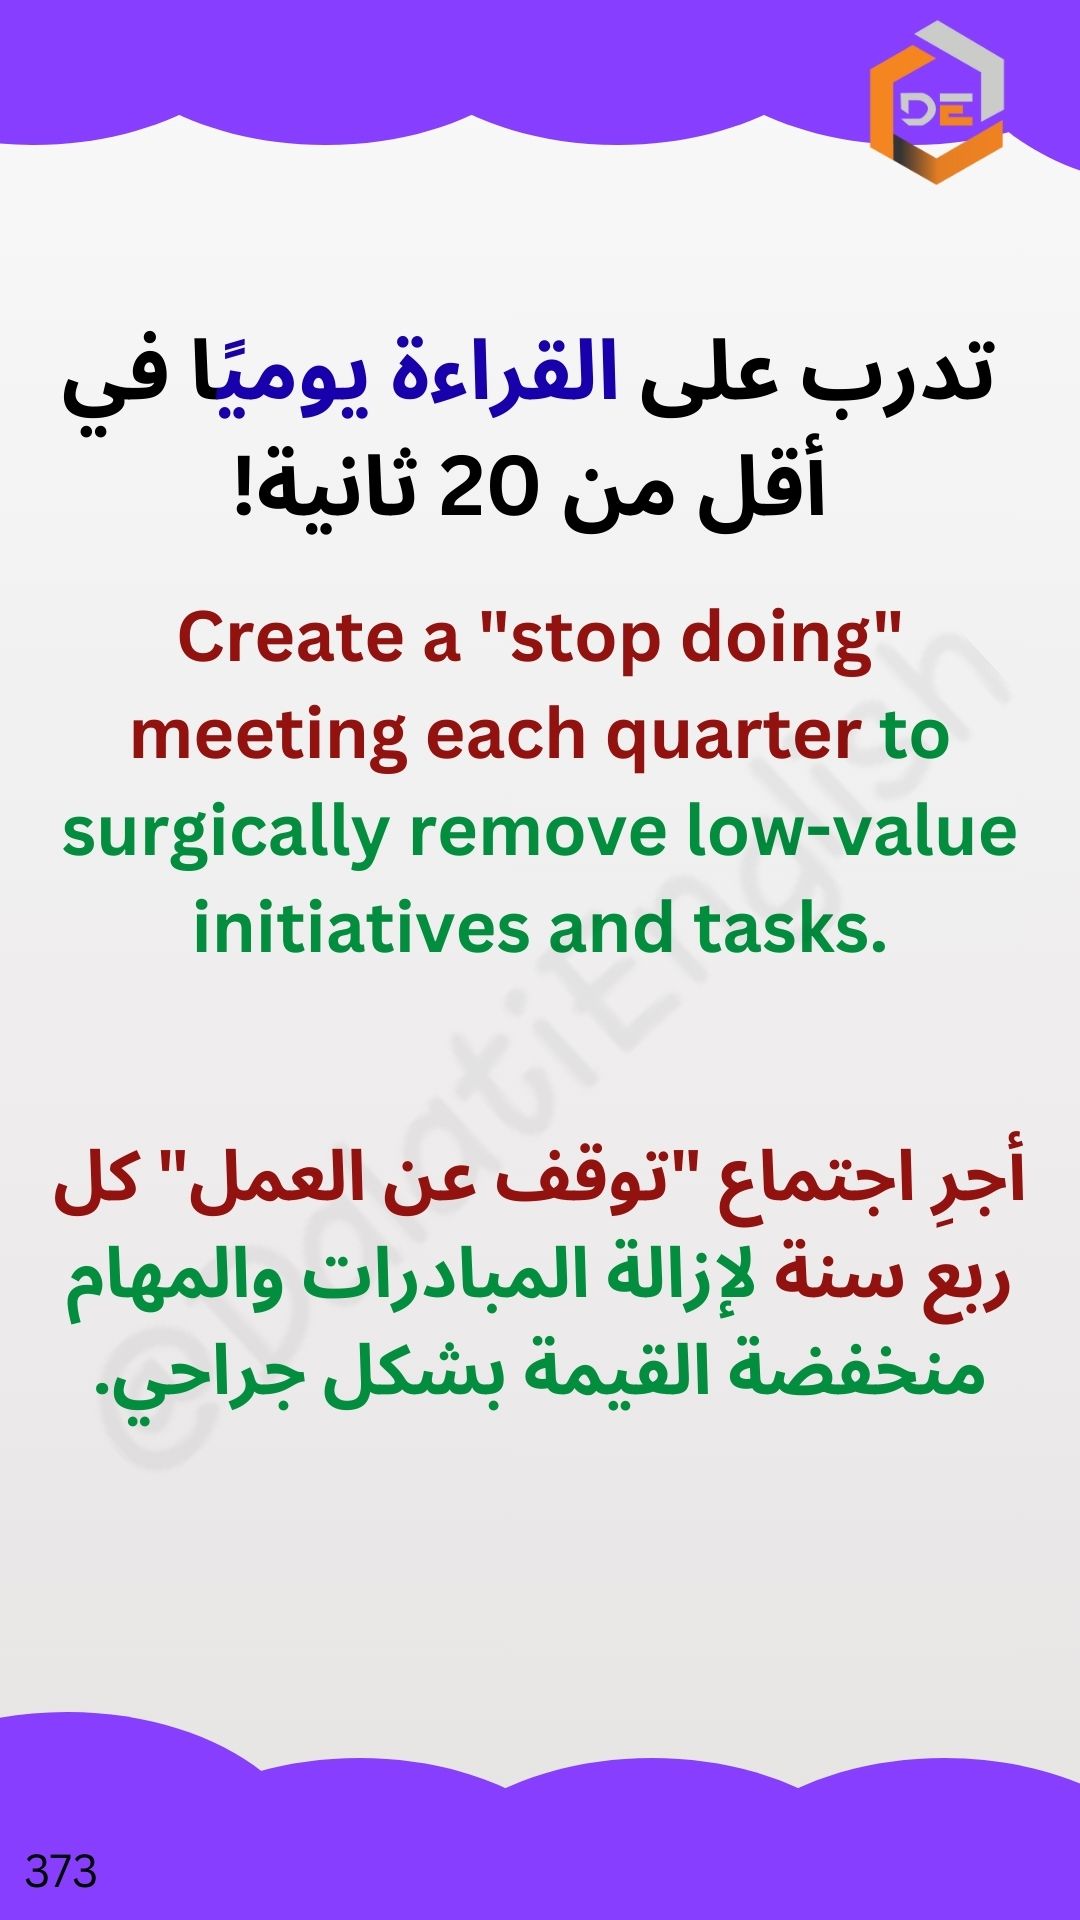 DE
تدرب على القراءة يوميًا في
أقل من 20 ثانية!
Create a "stop doing"
meeting each quarter to
surgically remove low-value
initiatives and tasks.
أجرِ اجتماع "توقف عن العمل" كل
ربع سنة لإزالة المبادرات والمهام
منخفضة القيمة بشكل جراحي.
@DalatiEnglish
373